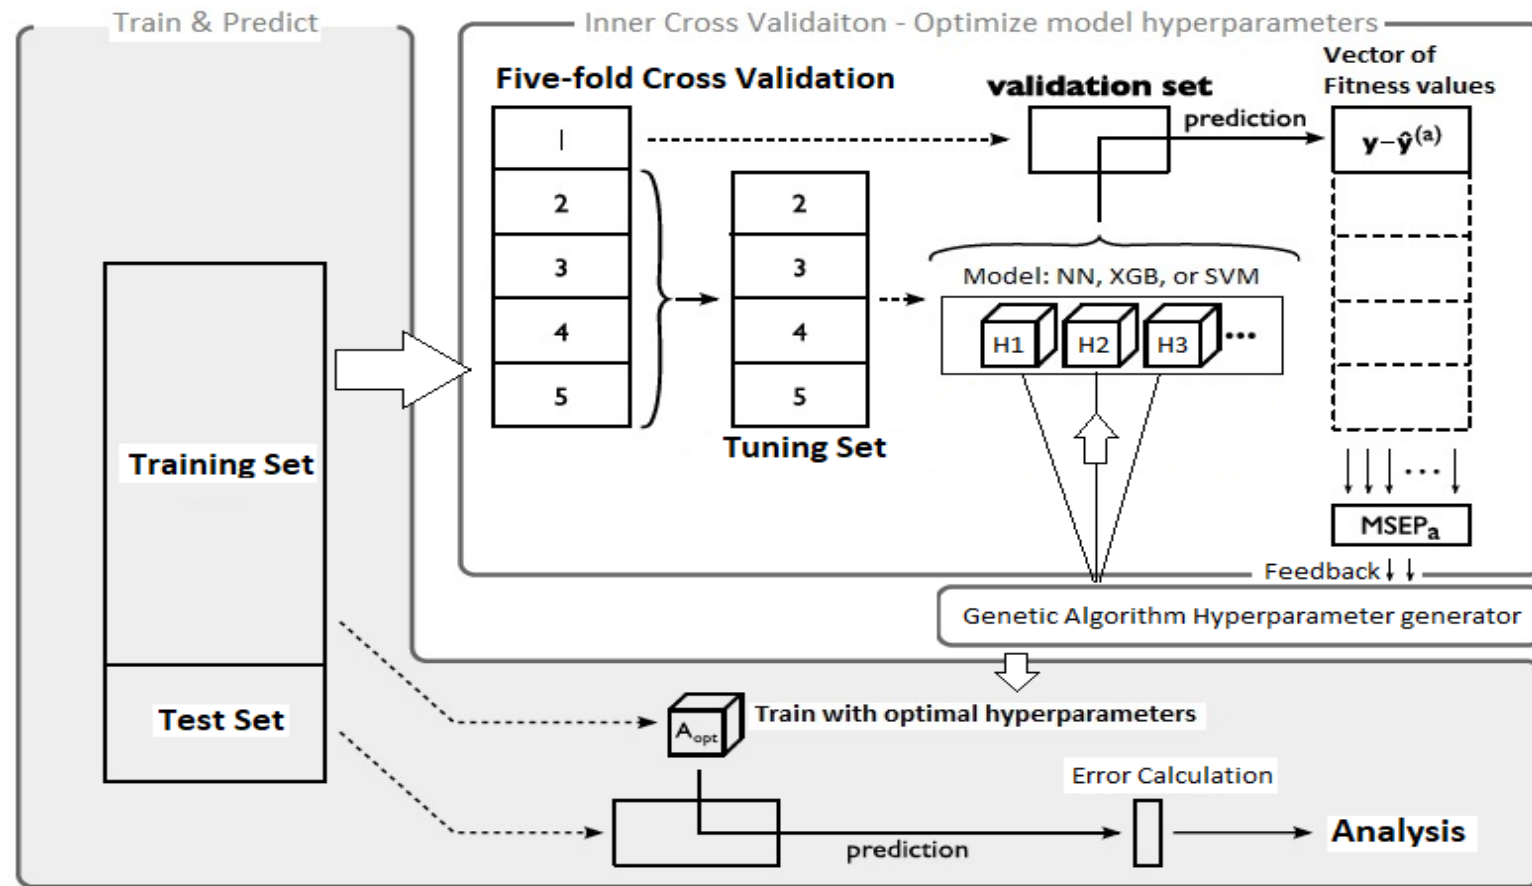 Train & Predict
Inner Cross Validaiton - Optimize model hyperparameters
Five-fold Cross Validation
validation set
Vector of
Fitness values
prediction
y–ŷ(a)
1
2
3
4
5
2
3
4
5
Tuning Set
Model: NN, XGB, or SVM
H1
H2
H3
...
...
MSEPa
Feedback
Genetic Algorithm Hyperparameter generator
Training Set
Test Set
Aopt
Train with optimal hyperparameters
prediction
Error Calculation
Analysis